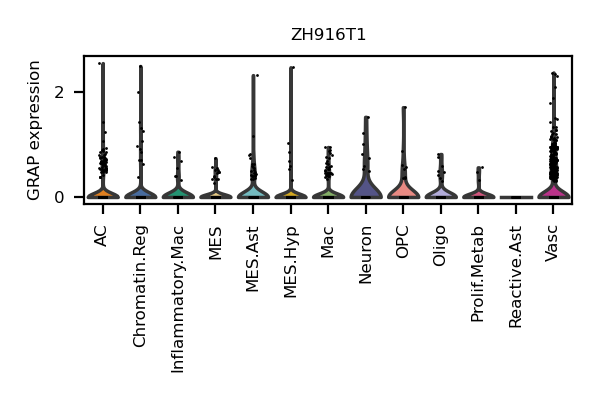 ZH916T1
GRAP expression
2
0
AC
Chromatin.Reg
Inflammatory.Mac
MES
MES.Ast
MES.Hyp
Mac
Neuron
OPC
Oligo
Prolif.Metab
Reactive.Ast
Vasc